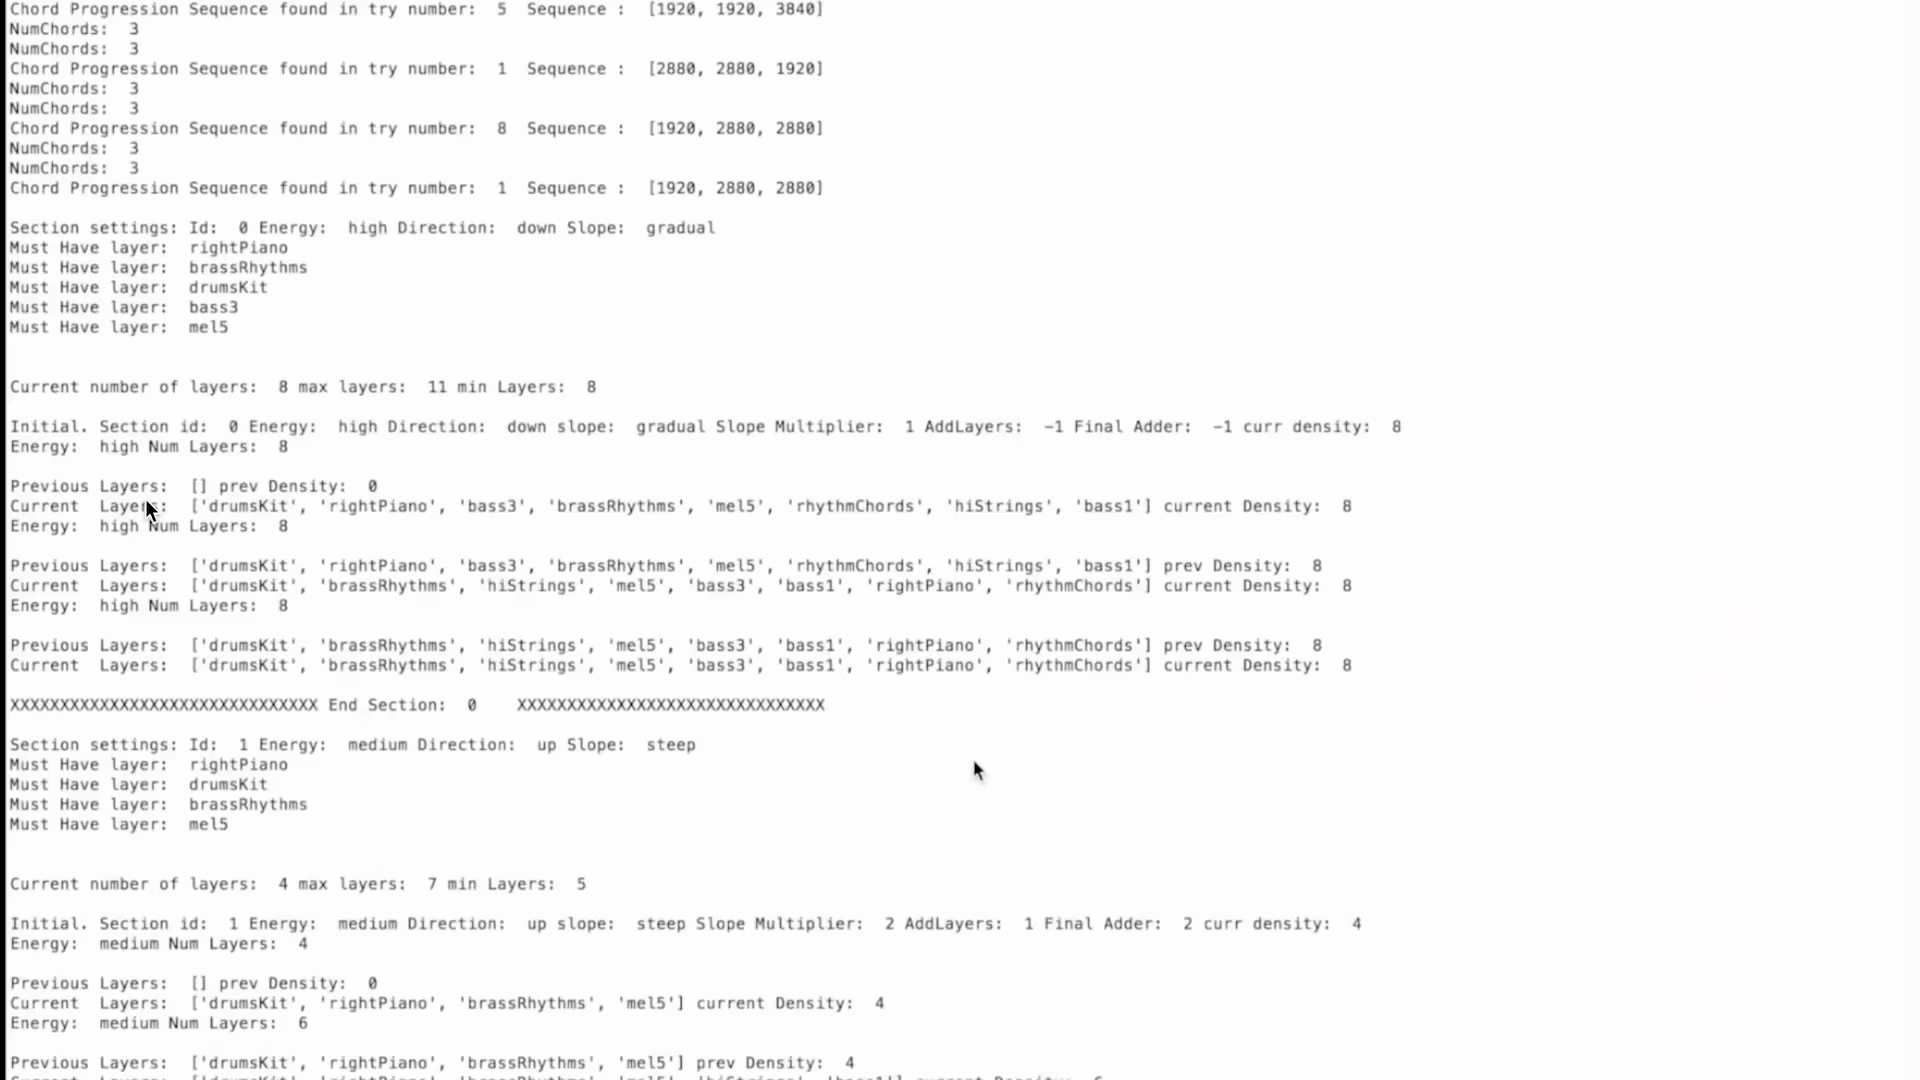 Chord Progression Sequence found in try number:  5  Sequence :  [1920, 1920, 3840]
NumChords:  3
NumChords:  3
Chord Progression Sequence found in try number:  1  Sequence :  [2880, 2880, 1920]
NumChords:  3
NumChords:  3
Chord Progression Sequence found in try number:  8  Sequence :  [1920, 2880, 2880]
NumChords:  3
NumChords:  3
Chord Progression Sequence found in try number:  1  Sequence :  [1920, 2880, 2880]
Section settings: Id:  0 Energy:  high Direction:  down Slope:  gradual
Must Have layer:  rightPiano
Must Have layer:  brassRhythms
Must Have layer:  drumsKit
Must Have layer:  bass3
Must Have layer:  mel5
Current number of layers:  8 max layers:  11 min Layers:  8
Initial. Section id:  0 Energy:  high Direction:  down slope:  gradual Slope Multiplier:  1 AddLayers:  -1 Final Adder:  -1 curr density:  8
Energy:  high Num Layers:  8
Previous Layers:  [] prev Density:  0
Current  Layers:  ['drumsKit', 'rightPiano', 'bass3', 'brassRhythms', 'mel5', 'rhythmChords', 'hiStrings', 'bass1'] current Density:  8
Energy:  high Num Layers:  8
Previous Layers:  ['drumsKit', 'rightPiano', 'bass3', 'brassRhythms', 'mel5', 'rhythmChords', 'hiStrings', 'bass1'] prev Density:  8
Current  Layers:  ['drumsKit', 'brassRhythms', 'hiStrings', 'mel5', 'bass3', 'bass1', 'rightPiano', 'rhythmChords'] current Density:  8
Energy:  high Num Layers:  8
Previous Layers:  ['drumsKit', 'brassRhythms', 'hiStrings', 'mel5', 'bass3', 'bass1', 'rightPiano', 'rhythmChords'] prev Density:  8
Current  Layers:  ['drumsKit', 'brassRhythms', 'hiStrings', 'mel5', 'bass3', 'bass1', 'rightPiano', 'rhythmChords'] current Density:  8
XXXXXXXXXXXXXXXXXXXXXXXXXXXXXXX End Section:  0    XXXXXXXXXXXXXXXXXXXXXXXXXXXXXXX
Section settings: Id:  1 Energy:  medium Direction:  up Slope:  steep
Must Have layer:  rightPiano
Must Have layer:  drumsKit
Must Have layer:  brassRhythms
Must Have layer:  mel5
Current number of layers:  4 max layers:  7 min Layers:  5
Initial. Section id:  1 Energy:  medium Direction:  up slope:  steep Slope Multiplier:  2 AddLayers:  1 Final Adder:  2 curr density:  4
Energy:  medium Num Layers:  4
Previous Layers:  [] prev Density:  0
Current  Layers:  ['drumsKit', 'rightPiano', 'brassRhythms', 'mel5'] current Density:  4
Energy:  medium Num Layers:  6
Previous Layers:  ['drumsKit', 'rightPiano', 'brassRhythms', 'mel5'] prev Density:  4